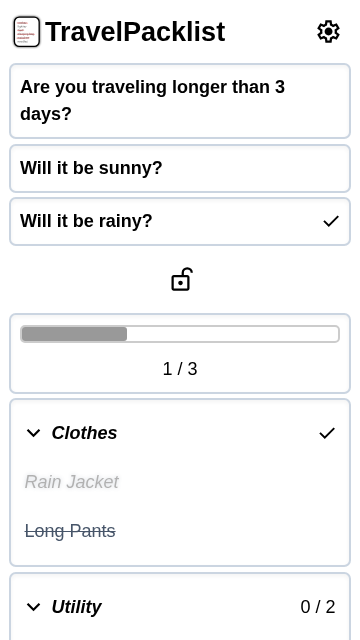 TravelPacklist
Are you traveling longer than 3
days?
Will it be sunny?
Will it be rainy?
1 / 3
Clothes
Rain Jacket
Long Pants
Utility 0 / 2